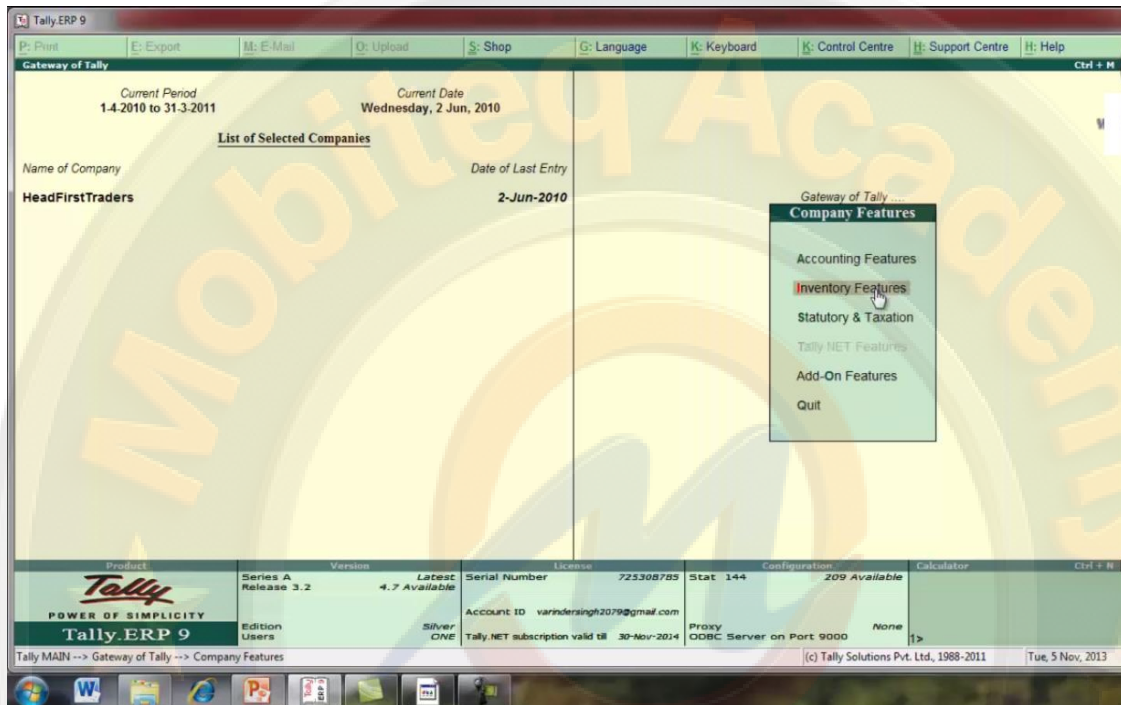 Tally.ERP 9
P: Print E: Export M: E-Mail O: Upload S: Shop G: Language K: Keyboard K: Control Centre H: Support Centre H: Help
Gateway of Tally Ctrl + M
Current Period Current Date
1-4-2010 to 31-3-2011 Wednesday, 2 Jun, 2010
List of Selected Companies
Name of Company Date of Last Entry
HeadFirstTraders 2-Jun-2010
Gateway of Tally ....
Company Features
Accounting Features
Inventory Features
Statutory & Taxation
Tally NET Features
Add-On Features
Quit
Mobiteq Academy
Product Version License Configuration Calculator Ctrl + N
Tally
POWER OF SIMPLICITY
Tally.ERP 9
Series A Latest
Release 3.2 4.7 Available
Edition Silver
Users ONE
Serial Number 725308785
Account ID varindersingh2079@gmail.com
Tally.NET subscription valid till 30-Nov-2014
Stat 144 209 Available
Proxy None
ODBC Server on Port 9000
1>
Tally MAIN --> Gateway of Tally --> Company Features (c) Tally Solutions Pvt. Ltd., 1988-2011 Tue, 5 Nov, 2013